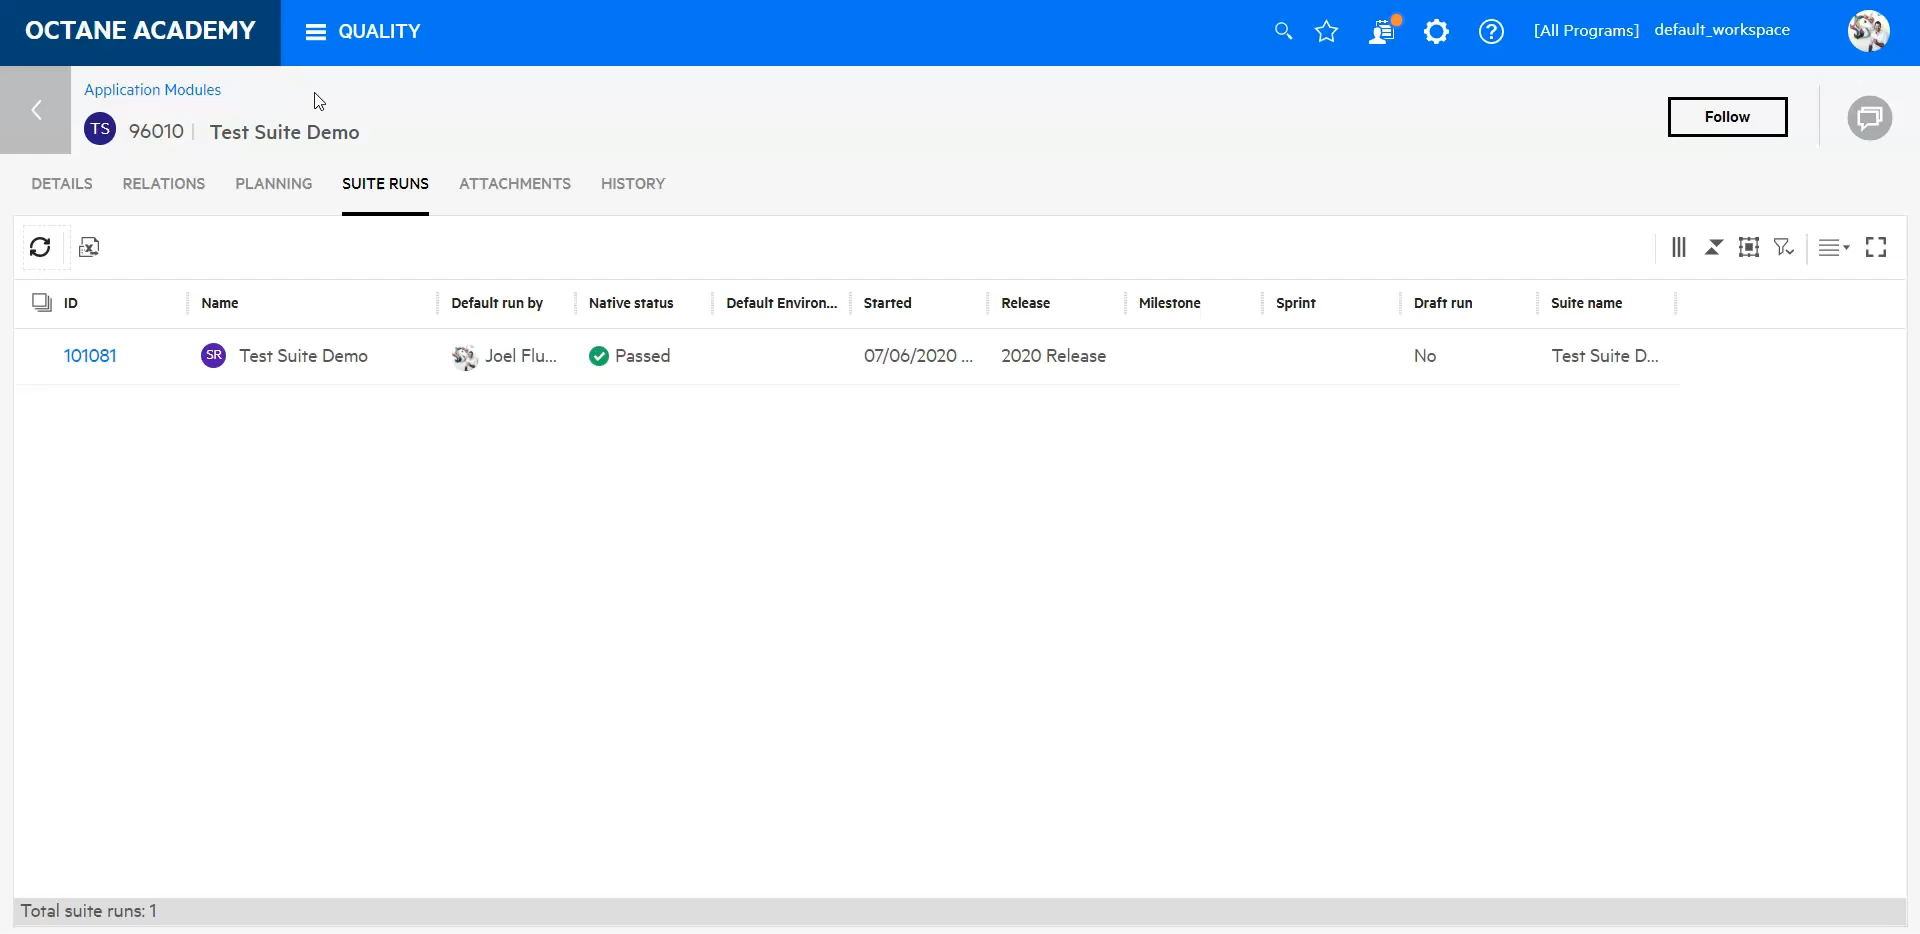 OCTANE ACADEMY
QUALITY
[All Programs] default_workspace
Application Modules
TS 96010 Test Suite Demo
Follow
DETAILS RELATIONS PLANNING SUITE RUNS ATTACHMENTS HISTORY
ID Name Default run by Native status Default Environ... Started Release Milestone Sprint Draft run Suite name
101081 SR Test Suite Demo Joel Flu... Passed 07/06/2020 ... 2020 Release No Test Suite D...
Total suite runs: 1